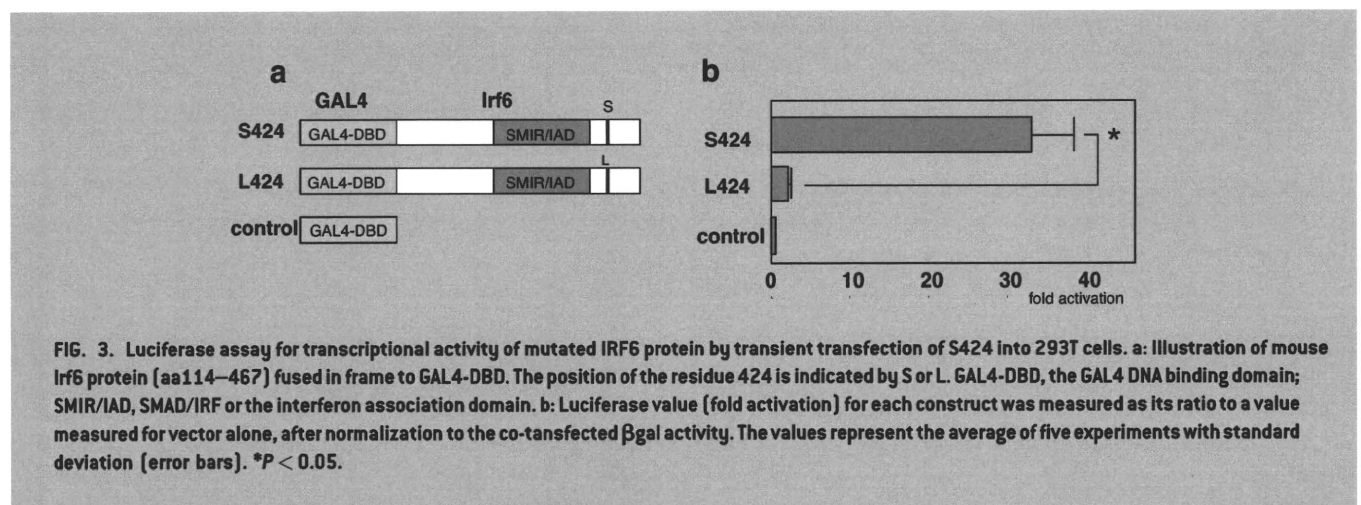 a
GAL4 Irf6 S
S424 GAL4-DBD SMIR/IAD
L
L424 GAL4-DBD SMIR/IAD
control GAL4-DBD
b
S424
*
L424
control
0 10 20 30 40
fold activation
FIG. 3. Luciferase assay for transcriptional activity of mutated IRF6 protein by transient transfection of S424 into 293T cells. a: Illustration of mouse
Irf6 protein (aa114–467) fused in frame to GAL4-DBD. The position of the residue 424 is indicated by S or L. GAL4-DBD, the GAL4 DNA binding domain;
SMIR/IAD, SMAD/IRF or the interferon association domain. b: Luciferase value (fold activation) for each construct was measured as its ratio to a value
measured for vector alone, after normalization to the co-tansfected βgal activity. The values represent the average of five experiments with standard
deviation (error bars). *P < 0.05.